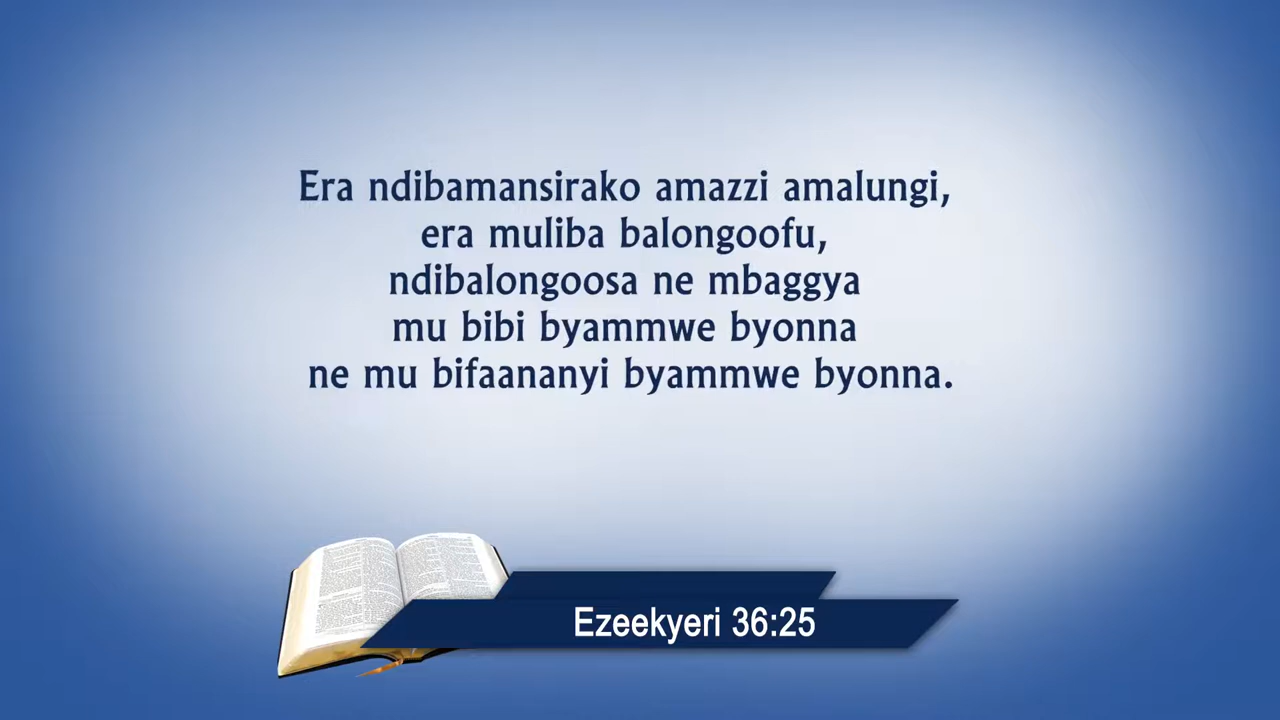 Era ndibamansirako amazzi amalungi,
era muliba balongoofu,
ndibalongoosa ne mbaggya
mu bibi byammwe byonna
ne mu bifaananyi byammwe byonna.
Ezeekyeri 36:25